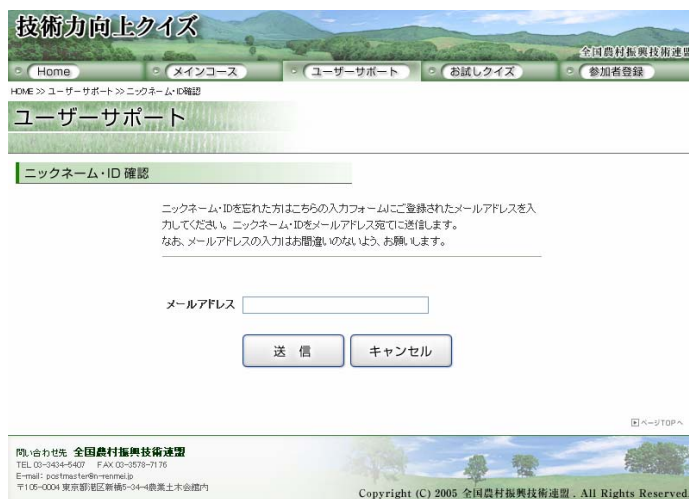 技術力向上クイズ
全国農村振興技術連盟
Home
メインコース
ユーザーサポート
お試しクイズ
参加者登録
HOME ≫ ユーザーサポート ≫ ニックネーム・ID確認
ユーザーサポート
ニックネーム・ID 確認
ニックネーム・IDを忘れた方はこちらの入力フォームにご登録されたメールアドレスを入
力してください。ニックネーム・IDをメールアドレス宛てに送信します。
なお、メールアドレスの入力はお間違いのないよう、お願いします。
メールアドレス
送 信
キャンセル
ページTOPへ
問い合わせ先 全国農村振興技術連盟
TEL 03-3434-5407 FAX 03-3578-7176
E-mail: postmaster@n-renmei.jp
〒105-0004 東京都港区新橋5-34-4農業土木会館内
Copyright (C) 2005 全国農村振興技術連盟 . All Rights Reserved